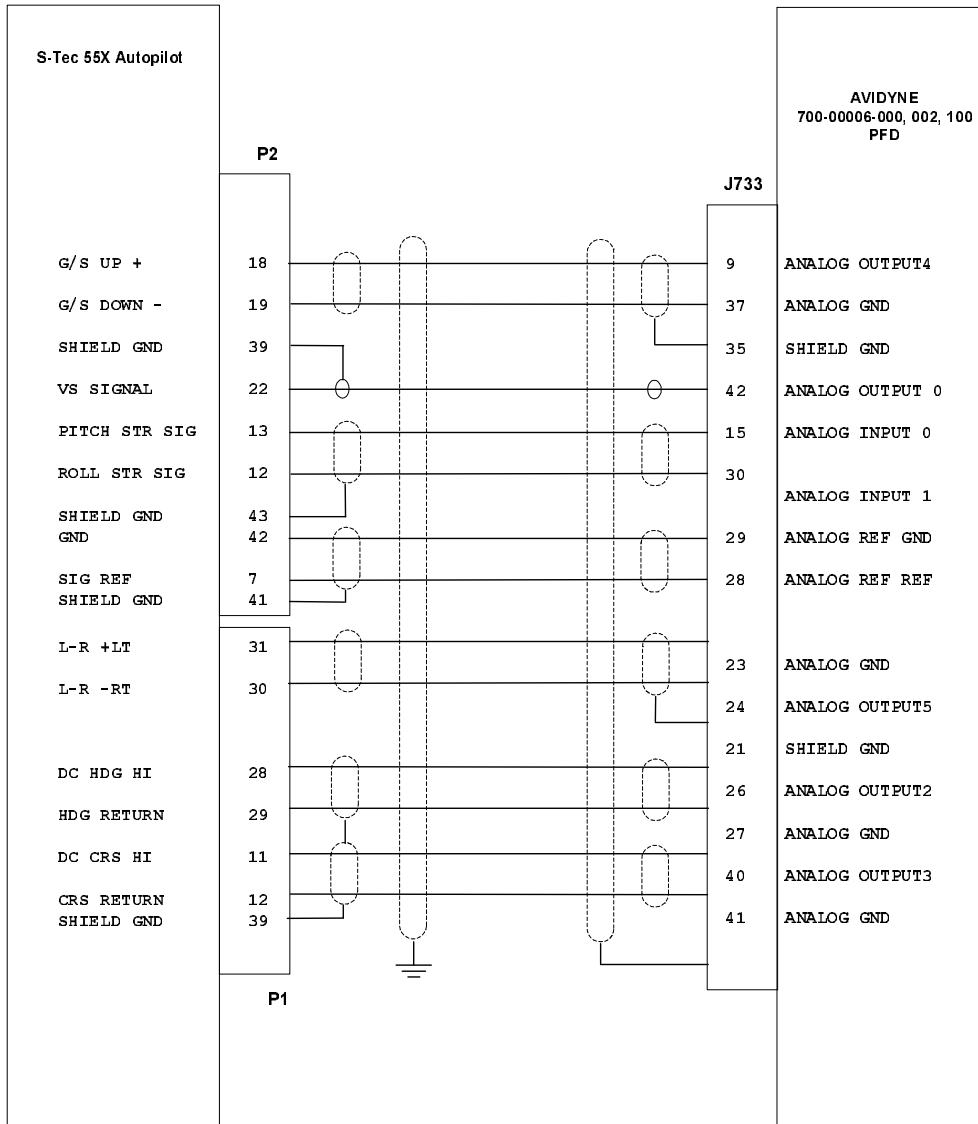 S-Tec 55X Autopilot
AVIDYNE
700-00006-000, 002, 100
PFD
P2
J733
G/S UP + 18 9 ANALOG OUTPUT4
G/S DOWN - 19 37 ANALOG GND
SHIELD GND 39 35 SHIELD GND
VS SIGNAL 22 42 ANALOG OUTPUT 0
PITCH STR SIG 13 15 ANALOG INPUT 0
ROLL STR SIG 12 30
ANALOG INPUT 1
SHIELD GND 43
GND 42 29 ANALOG REF GND
SIG REF 7 28 ANALOG REF REF
SHIELD GND 41
L-R +LT 31
23 ANALOG GND
L-R -RT 30
24 ANALOG OUTPUT5
21 SHIELD GND
DC HDG HI 28
26 ANALOG OUTPUT2
HDG RETURN 29
27 ANALOG GND
DC CRS HI 11
40 ANALOG OUTPUT3
CRS RETURN 12
SHIELD GND 39 41 ANALOG GND
P1